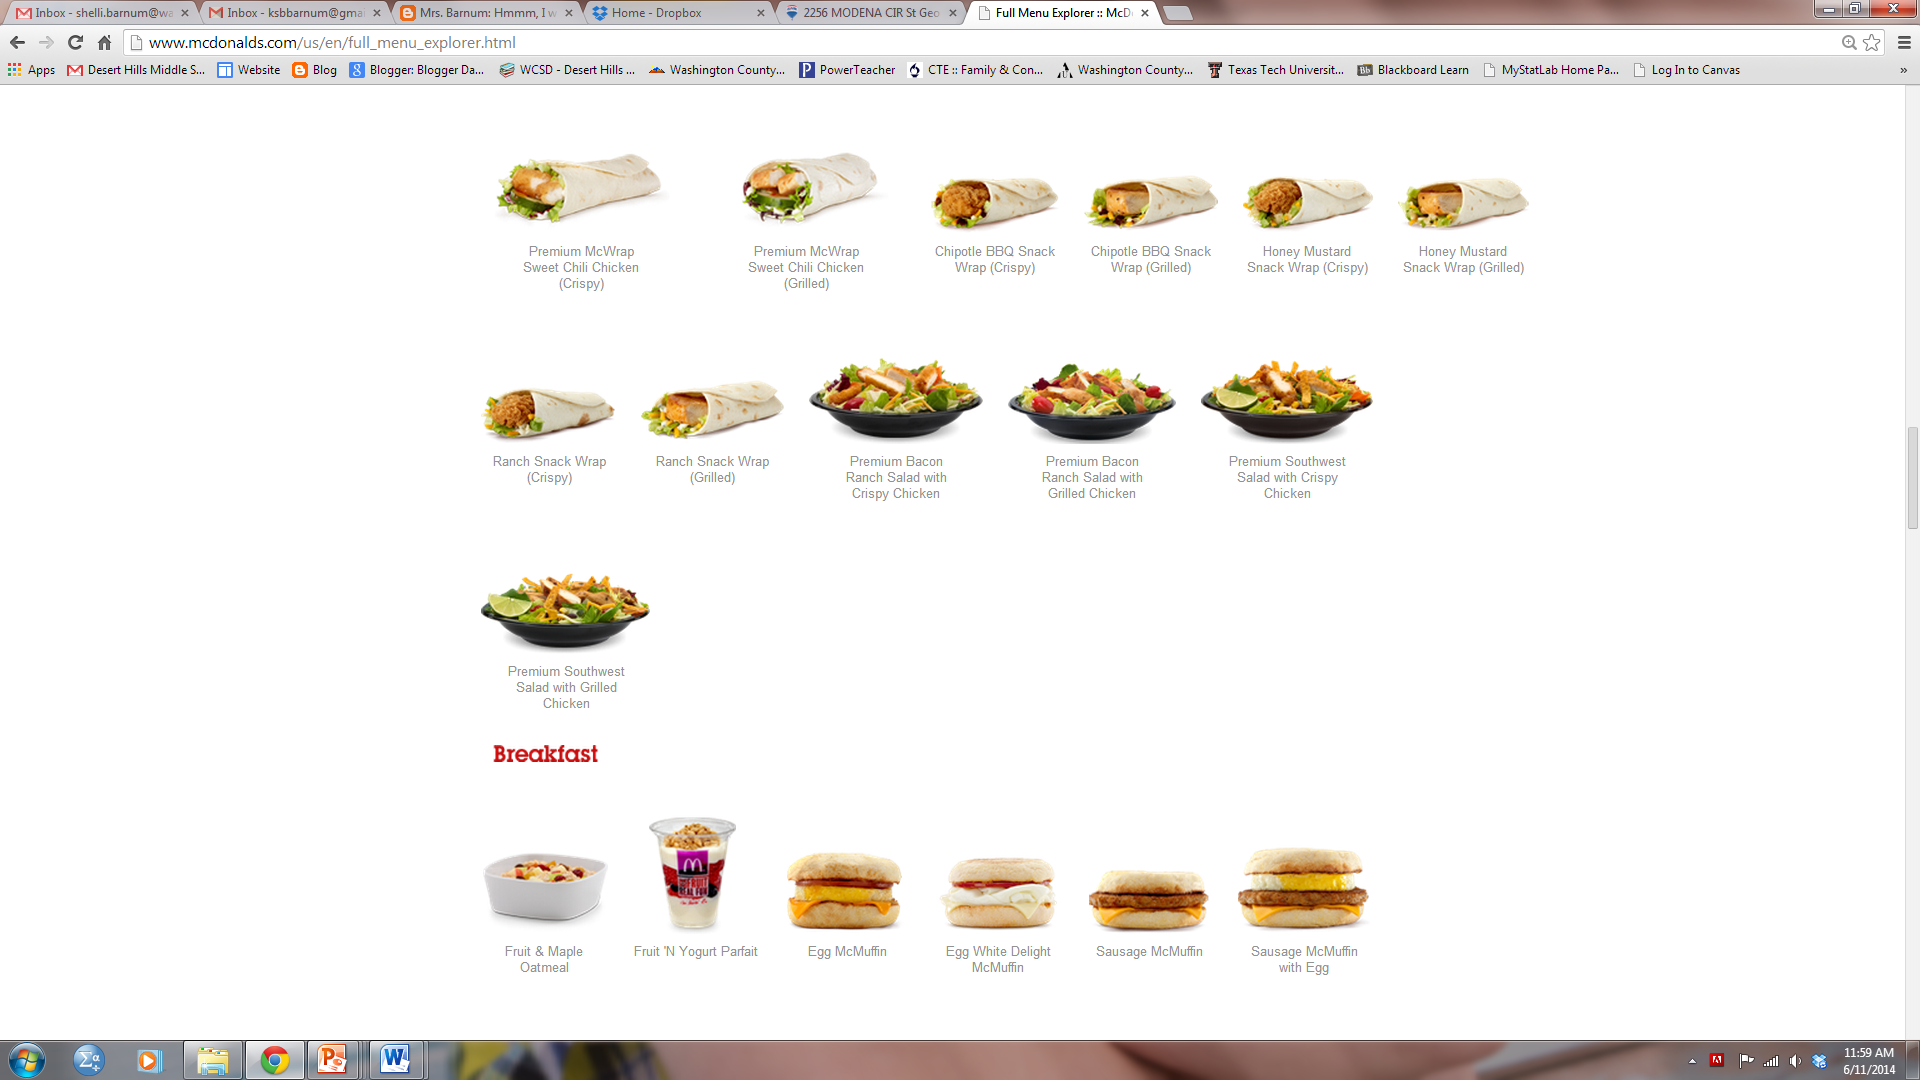 Inbox - shelli.barnum@wa
Inbox - ksbbarnum@gmai
Mrs. Barnum: Hmmm, I w
Home - Dropbox
2256 MODENA CIR St Geo
Full Menu Explorer :: McD
www.mcdonalds.com/us/en/full_menu_explorer.html
Apps
Desert Hills Middle S...
Website
Blog
Blogger: Blogger Da...
WCSD - Desert Hills ...
Washington County...
PowerTeacher
CTE :: Family & Con...
Washington County...
Texas Tech Universit...
Blackboard Learn
MyStatLab Home Pa...
Log In to Canvas
»
Premium McWrap
Sweet Chili Chicken
(Crispy)
Premium McWrap
Sweet Chili Chicken
(Grilled)
Chipotle BBQ Snack
Wrap (Crispy)
Chipotle BBQ Snack
Wrap (Grilled)
Honey Mustard
Snack Wrap (Crispy)
Honey Mustard
Snack Wrap (Grilled)
Ranch Snack Wrap
(Crispy)
Ranch Snack Wrap
(Grilled)
Premium Bacon
Ranch Salad with
Crispy Chicken
Premium Bacon
Ranch Salad with
Grilled Chicken
Premium Southwest
Salad with Crispy
Chicken
Premium Southwest
Salad with Grilled
Chicken
Breakfast
Fruit & Maple
Oatmeal
Fruit 'N Yogurt Parfait
Egg McMuffin
Egg White Delight
McMuffin
Sausage McMuffin
Sausage McMuffin
with Egg
11:59 AM
6/11/2014